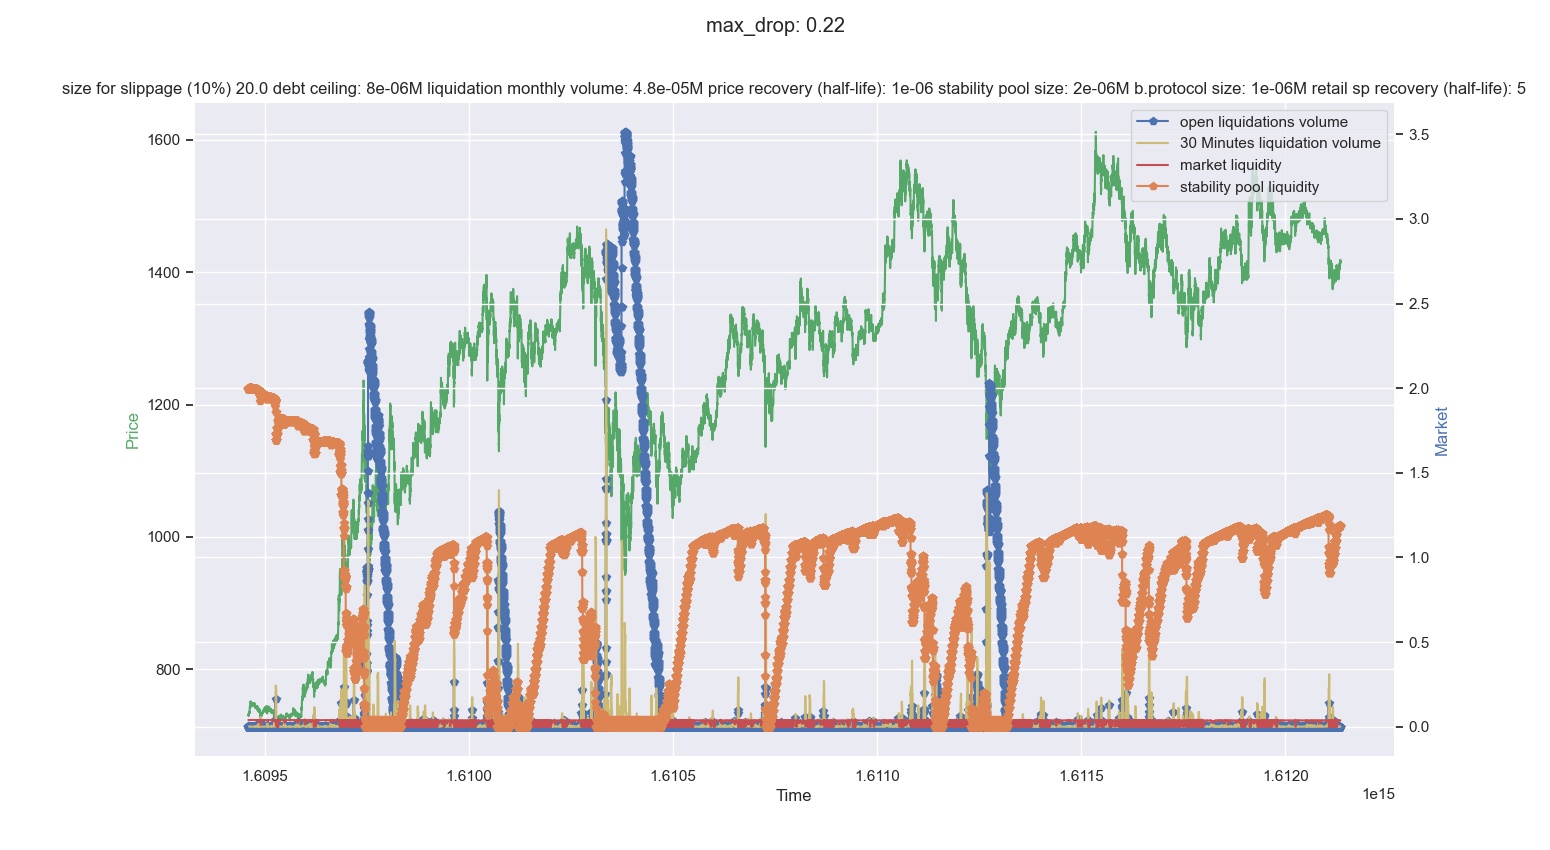 max_drop: 0.22
size for slippage (10%) 20.0 debt ceiling: 8e-06M liquidation monthly volume: 4.8e-05M price recovery (half-life): 1e-06 stability pool size: 2e-06M b.protocol size: 1e-06M retail sp recovery (half-life): 5
open liquidations volume
30 Minutes liquidation volume
market liquidity
stability pool liquidity
1600
1400
1200
1000
800
Price
3.5
3.0
2.5
2.0
1.5
1.0
0.5
0.0
Market
1.6095 1.6100 1.6105 1.6110 1.6115 1.6120
Time
1e15